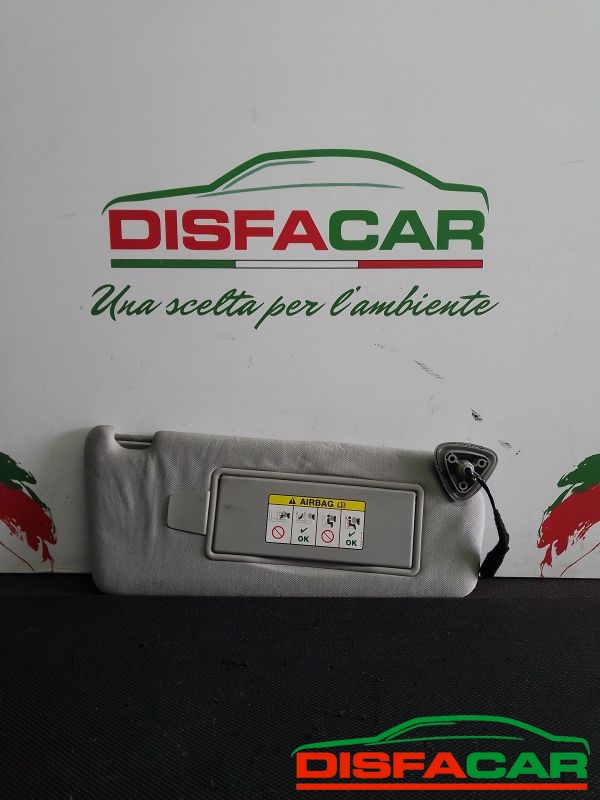 DISFACAR
Una scelta per l'ambiente
AIRBAG
OK OK
DISFACAR